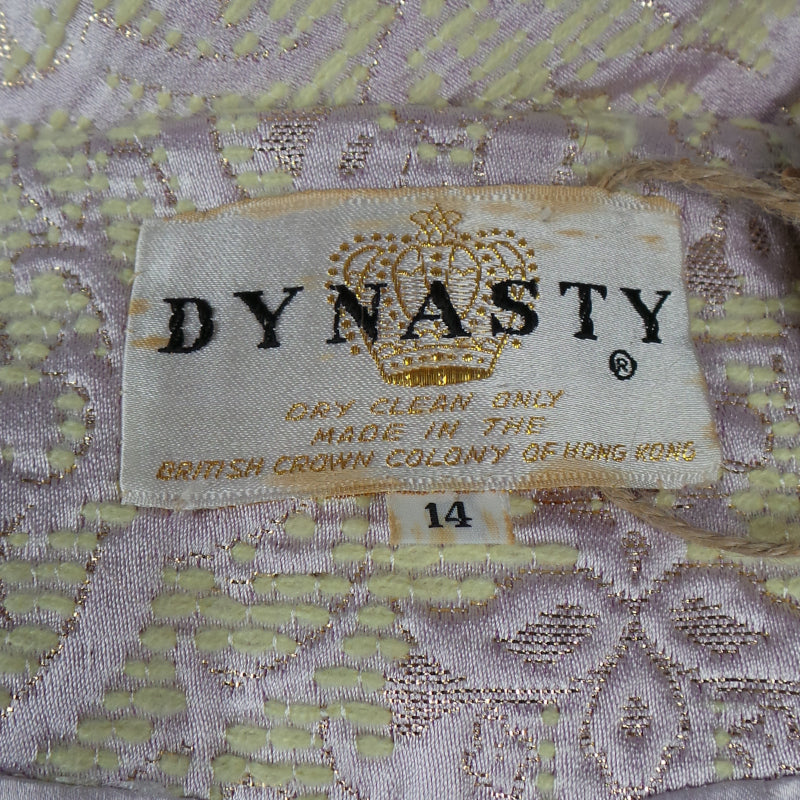 DYNASTY®
DRY CLEAN ONLY
MADE IN THE
BRITISH CROWN COLONY OF HONG KONG
14